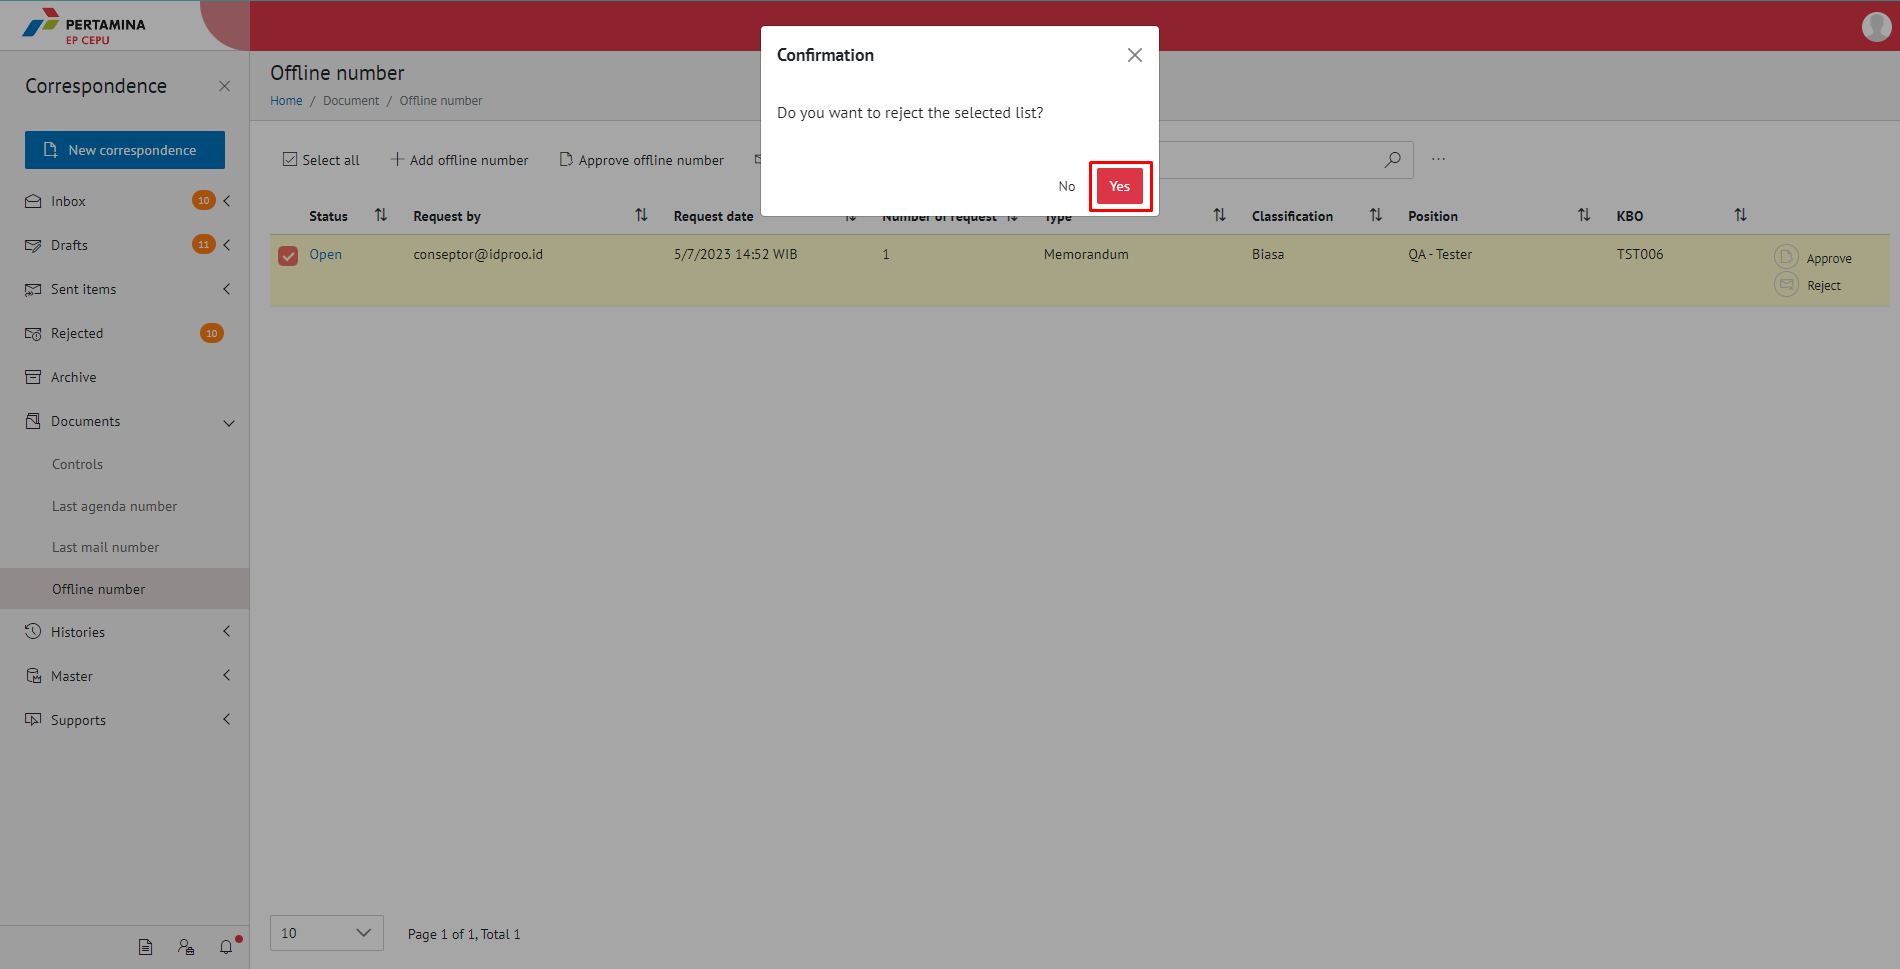 PERTAMINA
EP CEPU
Correspondence
New correspondence
Inbox 10
Drafts 11
Sent items
Rejected 10
Archive
Documents
Controls
Last agenda number
Last mail number
Offline number
Histories
Master
Supports
Offline number
Home / Document / Offline number
Confirmation
Do you want to reject the selected list?
No Yes
Select all Add offline number Approve offline number ...
Status Request by Request date Number of request Type Classification Position KBO
Open conseptor@idproo.id 5/7/2023 14:52 WIB 1 Memorandum Biasa QA - Tester TST006 Approve
Reject
10 Page 1 of 1, Total 1